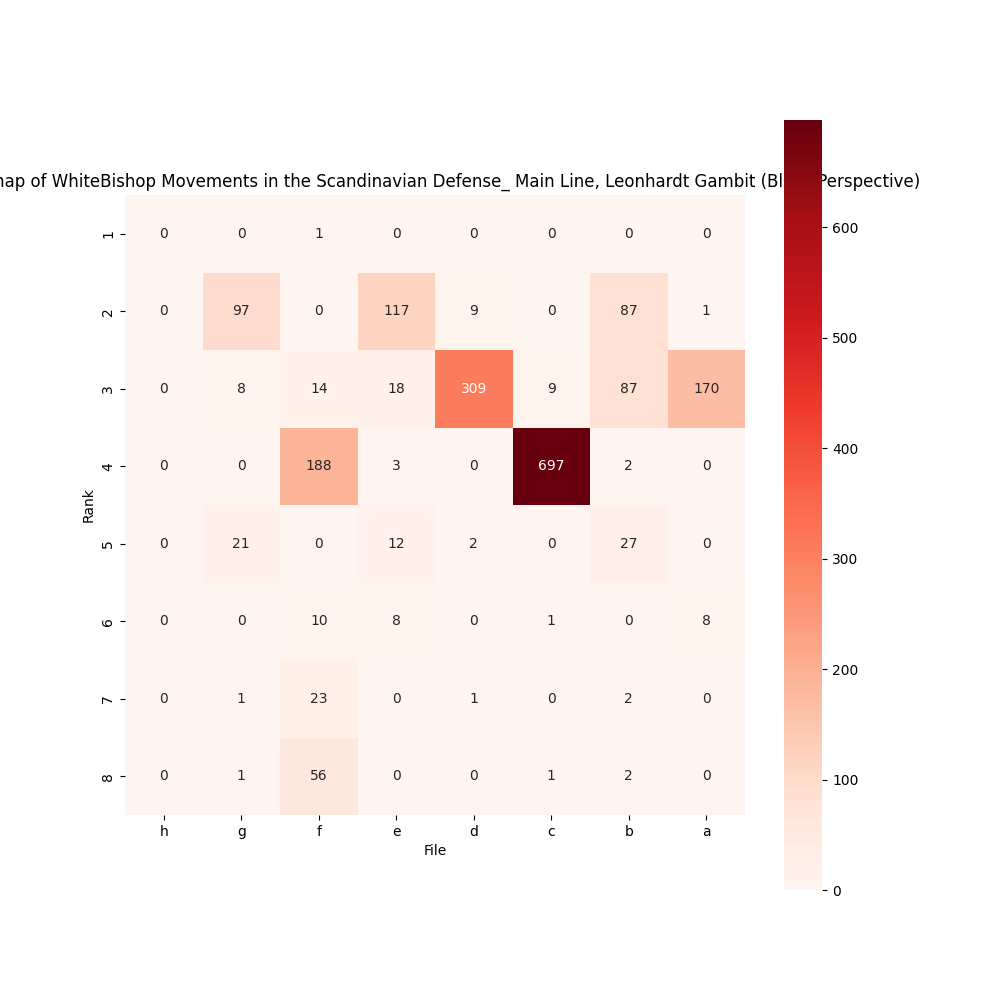 map of WhiteBishop Movements in the Scandinavian Defense_ Main Line, Leonhardt Gambit (Bl Perspective)
1 0 0 1 0 0 0 0 0
2 0 97 0 117 9 0 87 1
3 0 8 14 18 309 9 87 170
4 0 0 188 3 0 697 2 0
5 0 21 0 12 2 0 27 0
6 0 0 10 8 0 1 0 8
7 0 1 23 0 1 0 2 0
8 0 1 56 0 0 1 2 0
h g f e d c b a
File
Rank
600
500
400
300
200
100
0